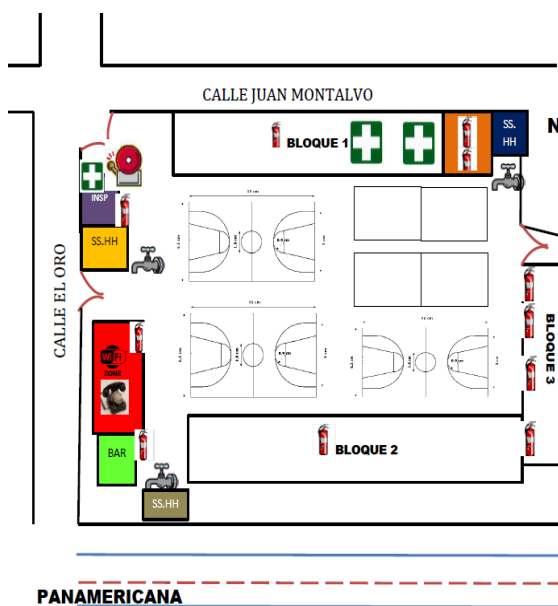 CALLE JUAN MONTALVO
BLOQUE 1
SS.
HH
N
INSP
SS.HH
CALLE EL ORO
WiFi
ZONE
BLOQUE 3
BAR
BLOQUE 2
SS.HH
PANAMERICANA